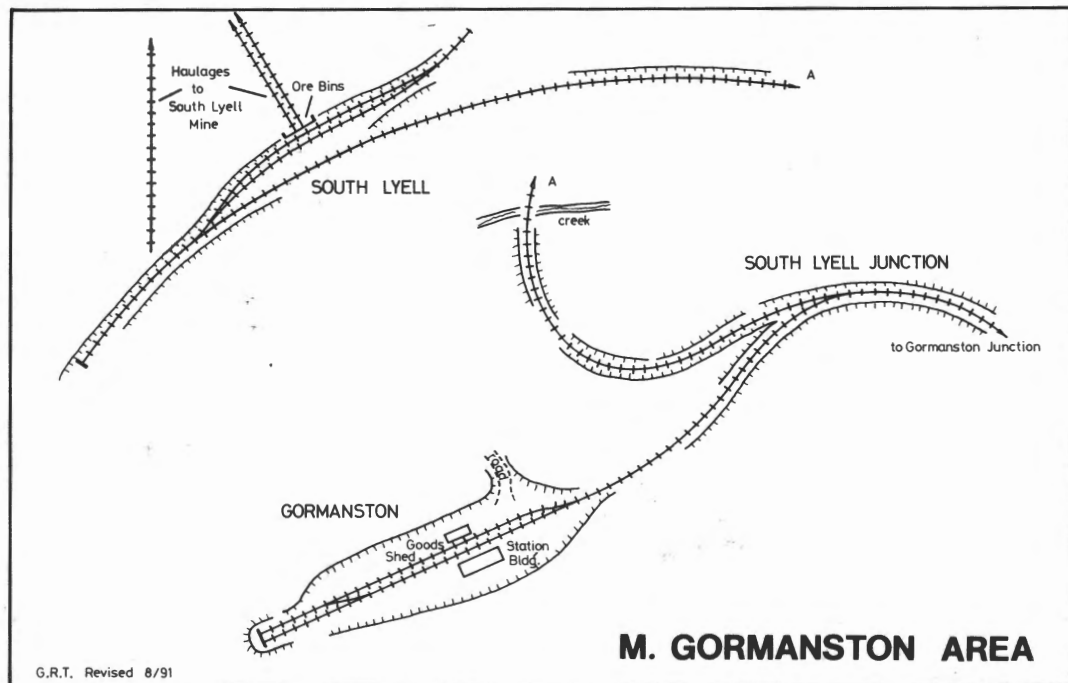 Haulages
to
South Lyell
Mine
Ore Bins
A
SOUTH LYELL
A
creek
SOUTH LYELL JUNCTION
to Gormanston Junction
road
GORMANSTON
Goods
Shed
Station
Bldg.
M. GORMANSTON AREA
G.R.T. Revised 8/91